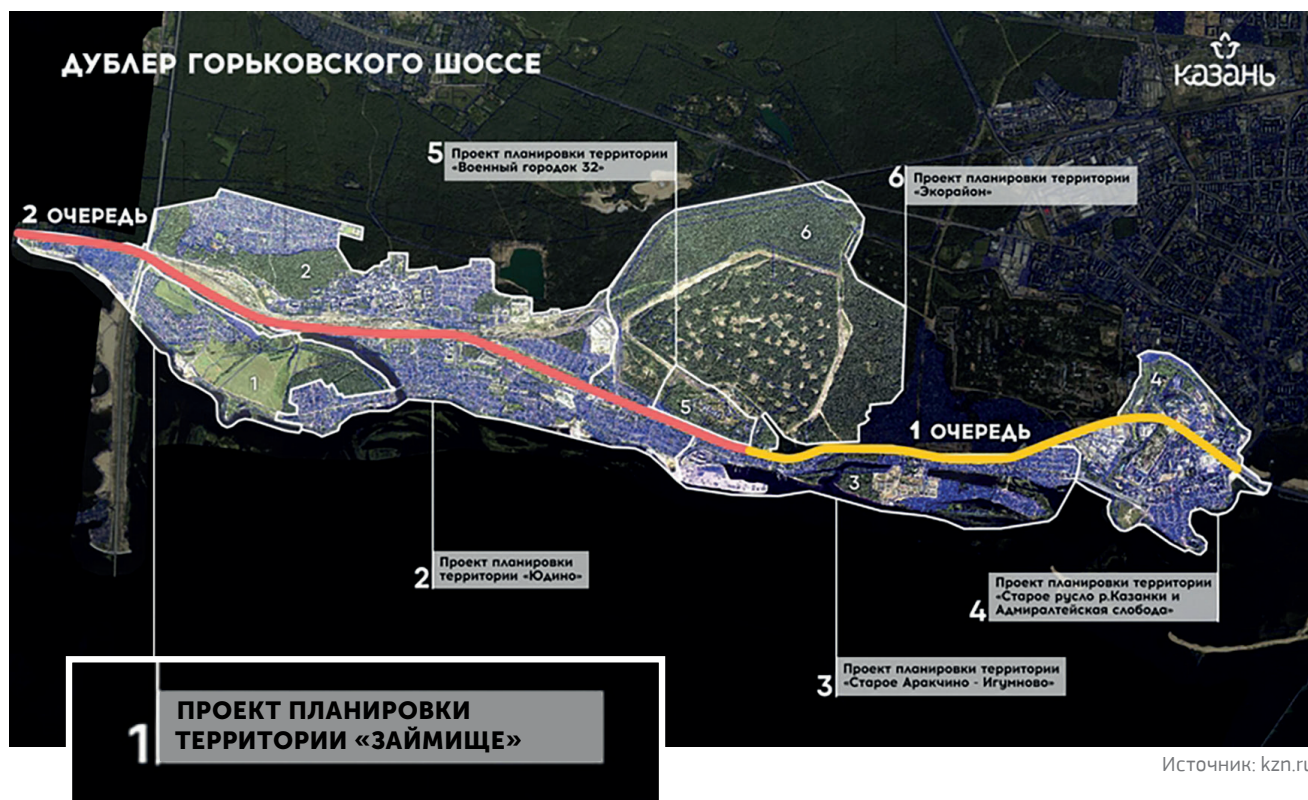 ДУБЛЕР ГОРЬКОВСКОГО ШОССЕ
казань
5 Проект планировки территории
«Военный городок 32»
6 Проект планировки территории
«Экорайон»
2 ОЧЕРЕДЬ
6
2
1
5
1 ОЧЕРЕДЬ
4
3
2 Проект планировки
территории «Юдино»
4 Проект планировки территории
«Старое русло р.Казанки и
Адмиралтейская слобода»
3 Проект планировки территории
«Старое Аракчино - Игумново»
1 ПРОЕКТ ПЛАНИРОВКИ
ТЕРРИТОРИИ «ЗАЙМИЩЕ»
Источник: kzn.ru